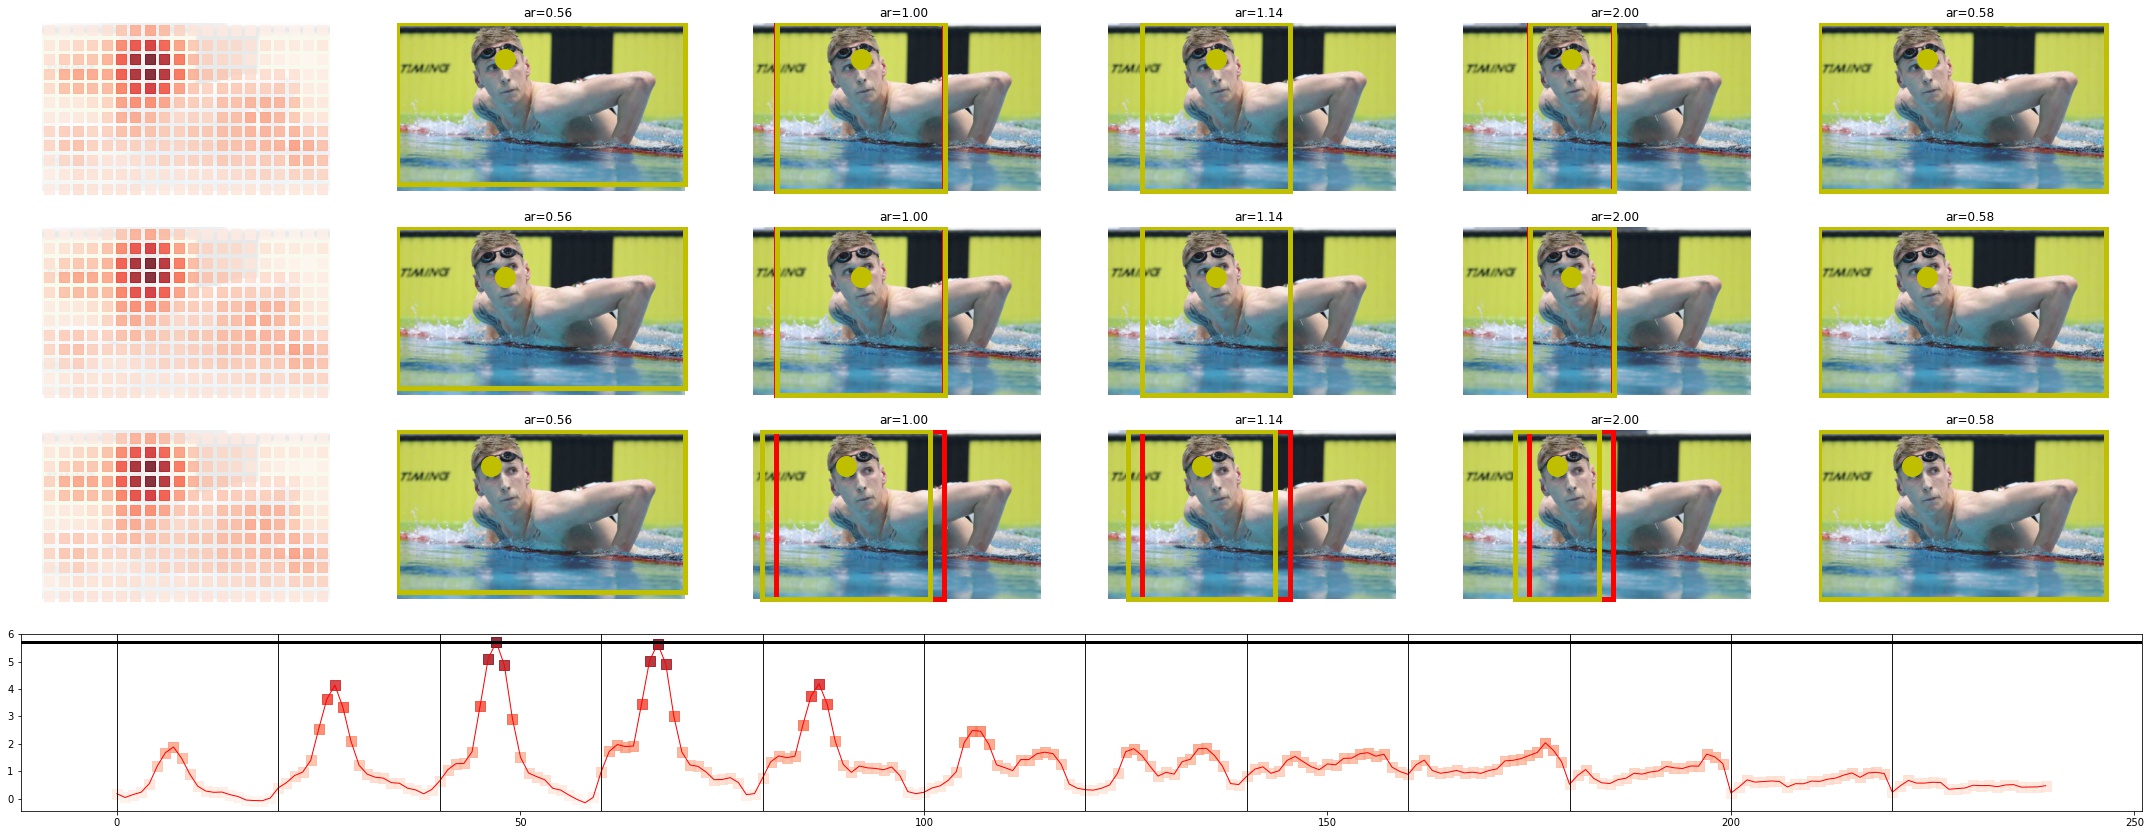 ar=0.56 ar=1.00 ar=1.14 ar=2.00 ar=0.58
TIMING TIMING TIMING TIMING TIMING
ar=0.56 ar=1.00 ar=1.14 ar=2.00 ar=0.58
TIMING TIMING TIMING TIMING TIMING
ar=0.56 ar=1.00 ar=1.14 ar=2.00 ar=0.58
TIMING TIMING TIMING TIMING TIMING
6
5
4
3
2
1
0
0 50 100 150 200 250